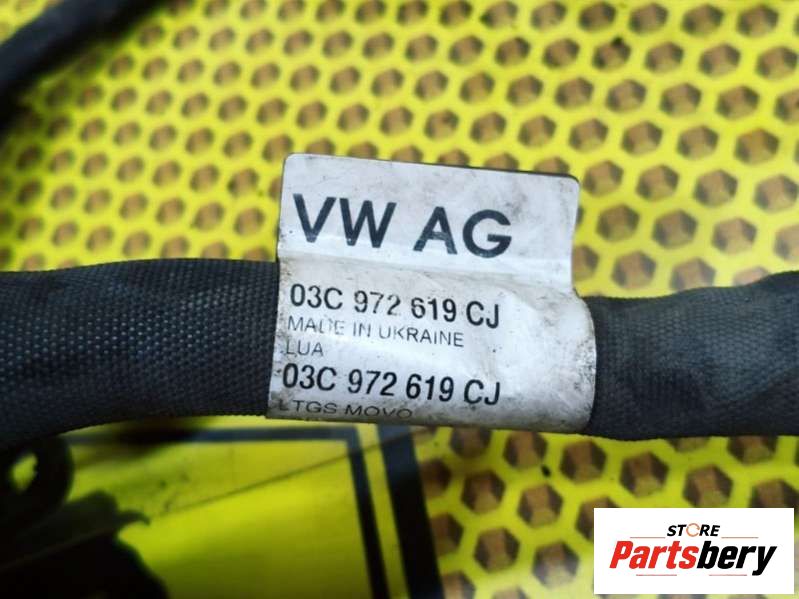 VW AG
03C 972 619 CJ
MADE IN UKRAINE
LUA
03C 972 619 CJ
LTGS MOVO
STORE
Partsbery